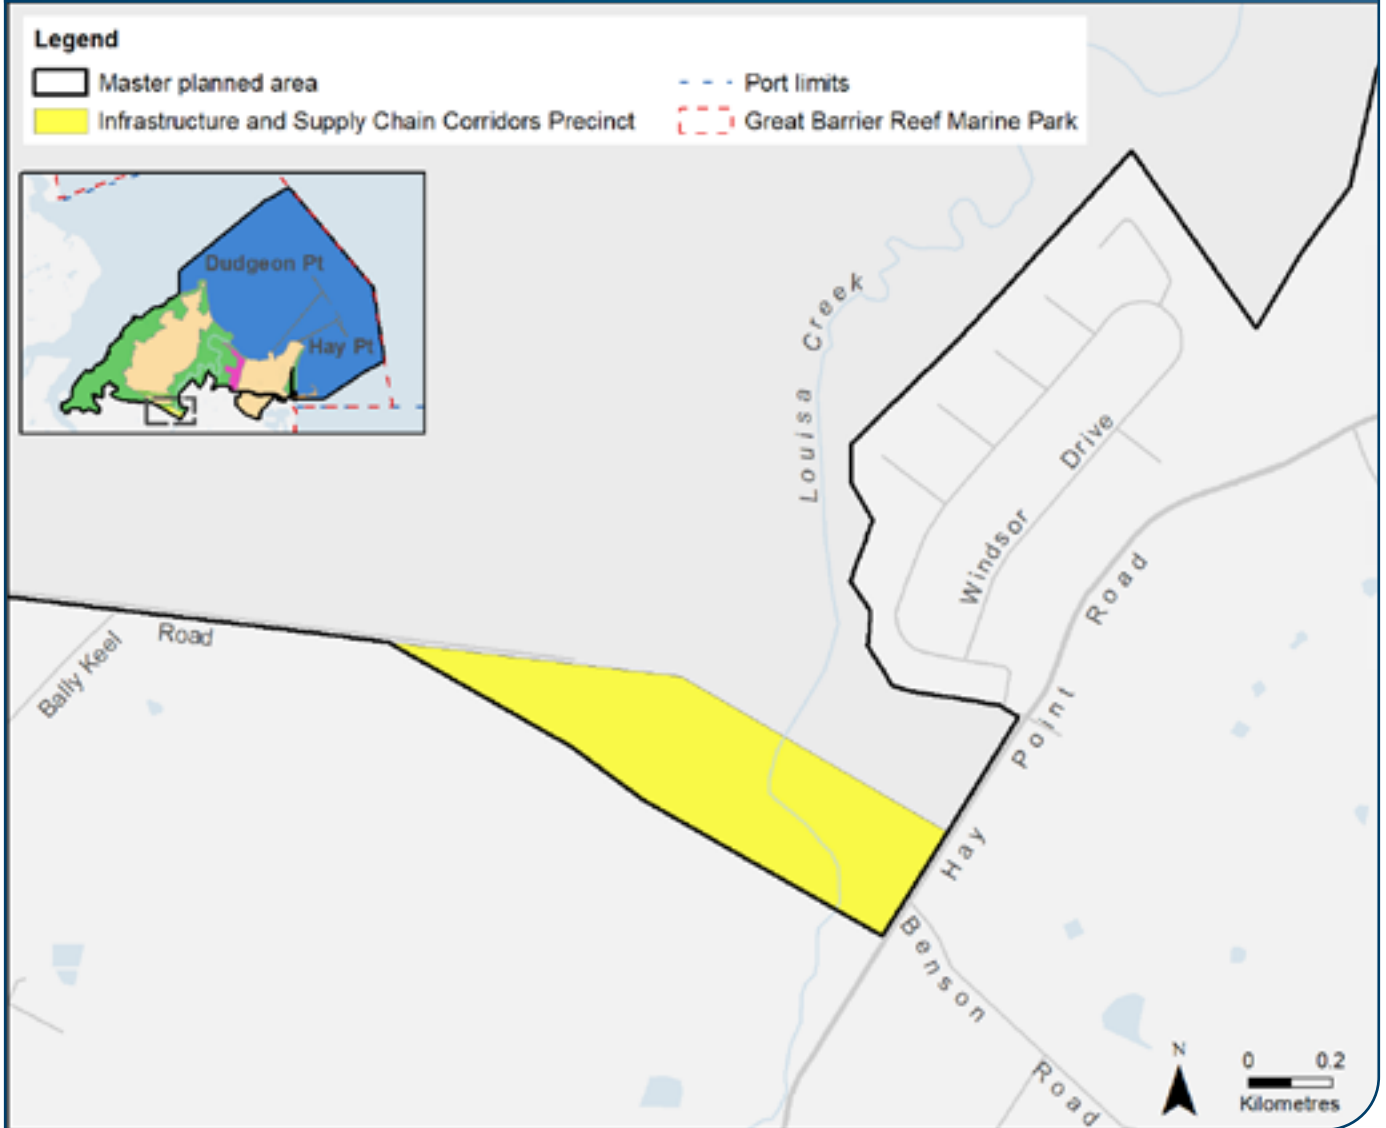 Legend
Master planned area
Port limits
Infrastructure and Supply Chain Corridors Precinct
Great Barrier Reef Marine Park
Dudgeon Pt
Hay Pt
Louisa Creek
Windsor Drive
Hay Point Road
Bally Keel Road
Benson Road
N
0 0.2
Kilometres